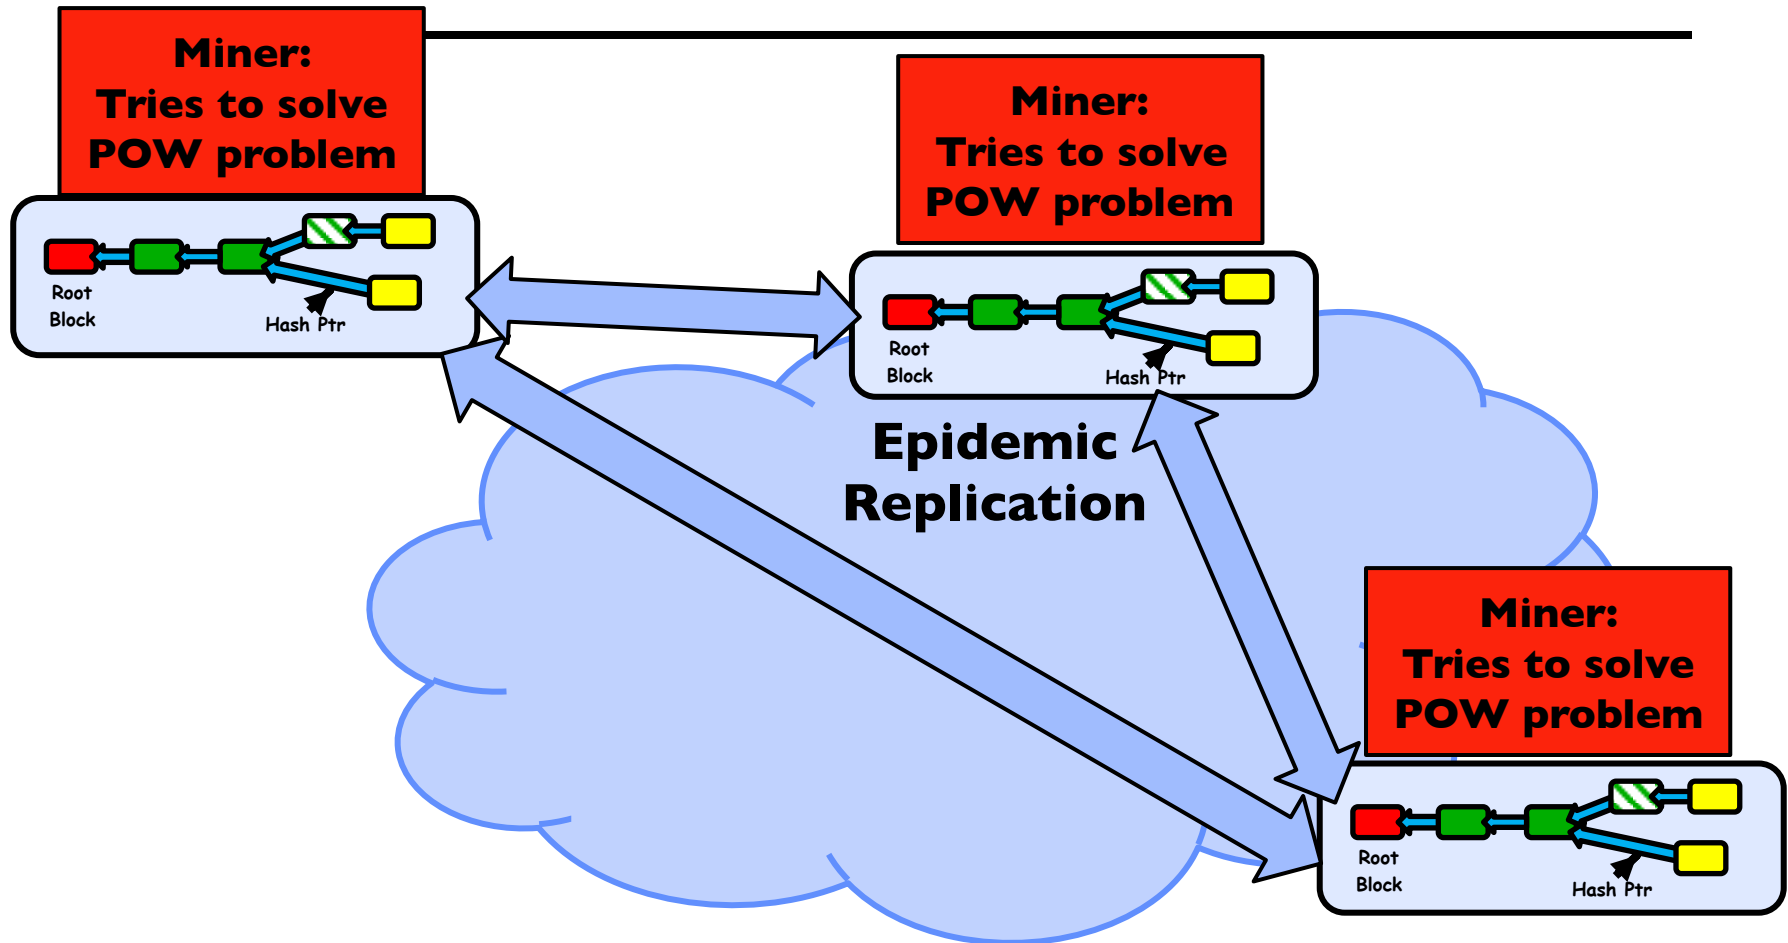 Miner:
Tries to solve
POW problem
Root
Block
Hash Ptr
Miner:
Tries to solve
POW problem
Root
Block
Hash Ptr
Epidemic
Replication
Miner:
Tries to solve
POW problem
Root
Block
Hash Ptr